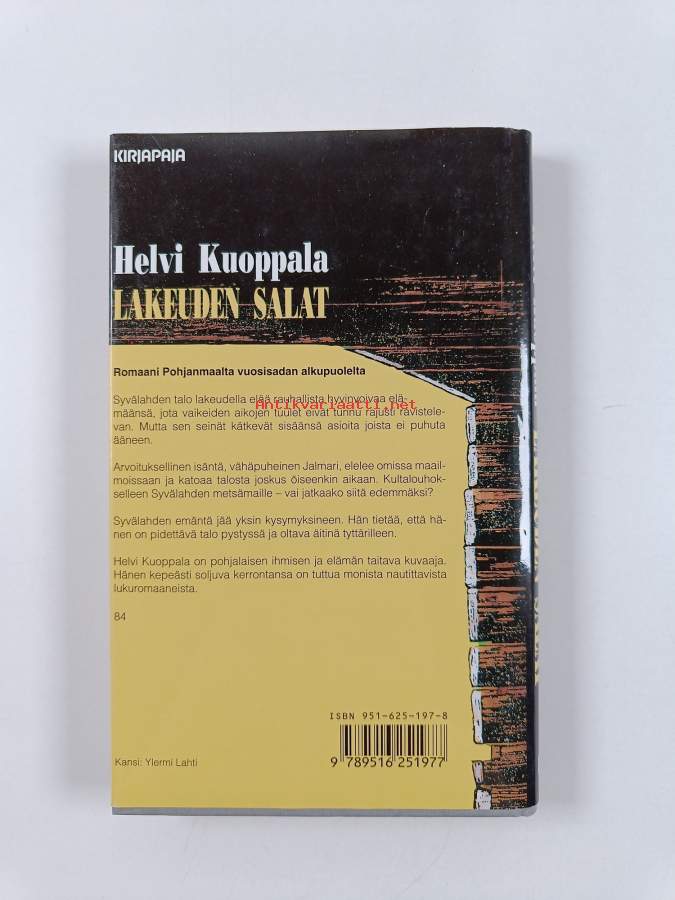 KIRJAPAJA
Helvi Kuoppala
LAKEUDEN SALAT
Romaani Pohjanmaalta vuosisadan alkupuolelta
Syvälahden talo lakeudella elää rauhallista hyvinvoivaa elä-
määnsä, jota vaikeiden aikojen tuulet eivät tunnu rajusti ravistele-
van. Mutta sen seinät kätkevät sisäänsä asioita joista ei puhuta
ääneen.
Antikvariaatti.net
Arvoituksellinen isäntä, vähäpuheinen Jalmari, elelee omissa maail-
moissaan ja katoaa talosta joskus öiseenkin aikaan. Kultalouhok-
selleen Syvälahden metsämaille – vai jatkaako siitä edemmäksi?
Syvälahden emäntä jää yksin kysymyksineen. Hän tietää, että hä-
nen on pidettävä talo pystyssä ja oltava äitinä tyttärilleen.
Helvi Kuoppala on pohjalaisen ihmisen ja elämän taitava kuvaaja.
Hänen kepeästi soljuva kerrontansa on tuttua monista nautittavista
lukuromaaneista.
84
ISBN 951-625-197-8
9 789516 251977
Kansi: Ylermi Lahti